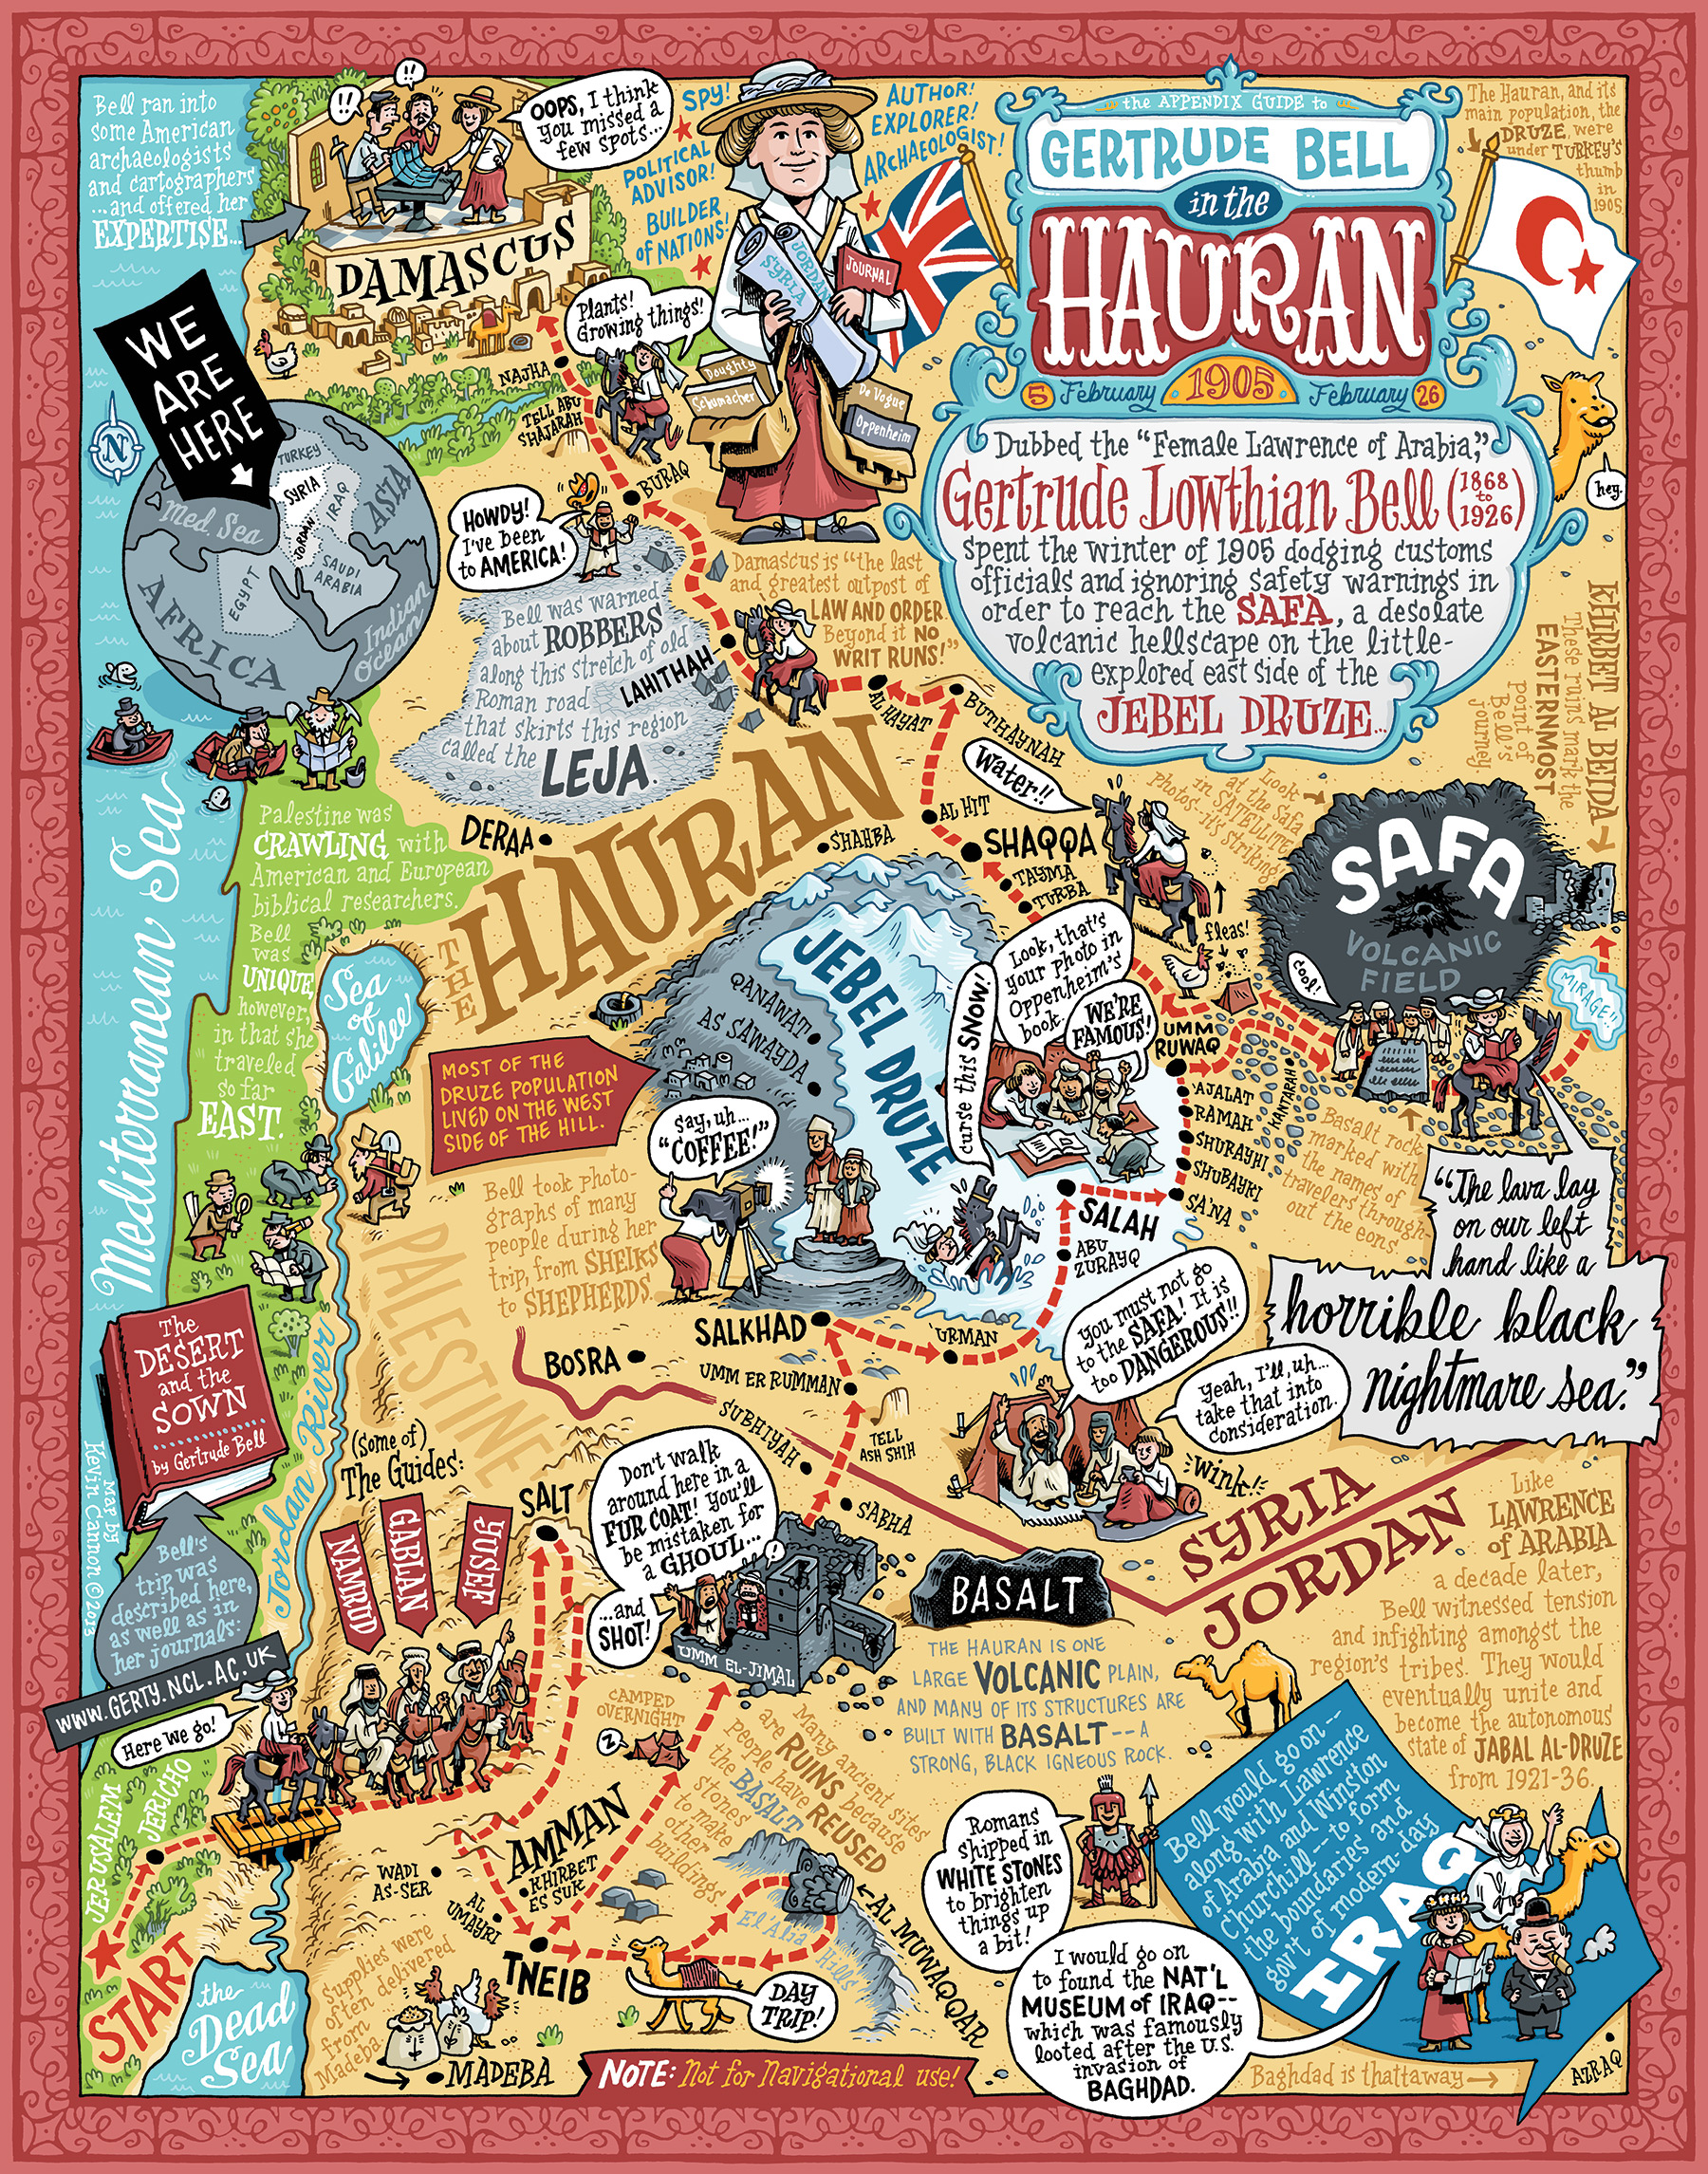 Bell ran into
some American
archaeologists
and cartographers
...and offered her
EXPERTISE...
!!
!!
OOPS, I think
you missed a
few spots...
DAMASCUS
SPY!
POLITICAL
ADVISOR!
BUILDER
of NATIONS!
AUTHOR!
EXPLORER!
ARCHAEOLOGIST!
SYRIA
JORDAN
JOURNAL
Doughty
Schumacher
De Vogue
Oppenheim
the APPENDIX GUIDE to
GERTRUDE BELL
in the
HAURAN
5 February 1905 February 26
The Hauran, and its
main population, the
DRUZE, were
under TURKEY'S
thumb
in
1905
Dubbed the "Female Lawrence of Arabia,"
Gertrude Lowthian Bell (1868
to
1926)
spent the winter of 1905 dodging customs
officials and ignoring safety warnings in
order to reach the SAFA, a desolate
volcanic hellscape on the little-
explored east side of the
JEBEL DRUZE...
hey.
WE
ARE
HERE
N
TURKEY
SYRIA
IRAQ
ASIA
Med. Sea
JORDAN
SAUDI
ARABIA
EGYPT
AFRICA
Indian
Ocean
Plants!
Growing things!
NAJHA
TELL ABU
SHAJARAH
BURAQ
Howdy!
I've been
to AMERICA!
Bell was warned
about ROBBERS
along this stretch of old
Roman road
that skirts this region
called the
LEJA.
LAHITHAH
Damascus is "the last
and greatest outpost of
LAW AND ORDER
Beyond it NO
WRIT RUNS!"
AL HAYAT
BUTHAYNAH
AL HIT
SHAQQA
SHAHBA
TAYMA
TURBA
Water!!
fleas!
Look
at the Safa
in SATELLITE
photos-
it's striking
KHIRBET AL BEIDA
These ruins mark the
EASTERNMOST
point of
Bell's
journey
SAFA
VOLCANIC
FIELD
cool!
MIRAGE!
Mediterranean Sea
Palestine was
CRAWLING with
American and European
biblical researchers.
Bell
was
UNIQUE,
however,
in that she
traveled
so far
EAST.
DERAA
THE
HAURAN
Sea
of
Galilee
MOST OF THE
DRUZE POPULATION
LIVED ON THE WEST
SIDE OF THE HILL.
QANAWAT
AS SAWAYDA
JEBEL DRUZE
curse this SNOW!
Look, that's
your photo in
Oppenheim's
book.
WE'RE
FAMOUS!
UMM
RUWAQ
'AJALAT
RAMAH
SHURAYHI
SHUBAYKI
SA'NA
KANTARAH
Basalt rock
marked with
the names of
travelers through-
out the eons.
"The lava lay
on our left
hand like a
horrible black
nightmare sea."
Say, uh...
"COFFEE!"
Bell took photo-
graphs of many
people during her
trip, from SHEIKS
to SHEPHERDS.
SALAH
ABU
ZURAYQ
'URMAN
SALKHAD
BOSRA
UMM ER RUMMAN
SUBHIYAH
TELL
ASH SHIH
SABHA
You must not go
to the SAFA! It is
too DANGEROUS!!
Yeah, I'll, uh...
take that into
consideration.
Wink!!
PALESTINE
Jordan River
The
DESERT
and the
SOWN
by Gertrude Bell
Map by
Kevin Cannon © 2013
Bell's
trip was
described here,
as well as in
her journals:
WWW.GERTY.NCL.AC.UK
(Some of)
The Guides:
NAMRUD
GABLAN
YUSEF
SALT
Don't walk
around here in a
FUR COAT! You'll
be mistaken for
a GHOUL...
...and
SHOT!
!
UMM EL-JIMAL
BASALT
THE HAURAN IS ONE
LARGE VOLCANIC PLAIN,
AND MANY OF ITS STRUCTURES ARE
BUILT WITH BASALT--A
STRONG, BLACK IGNEOUS ROCK.
SYRIA
JORDAN
Like
LAWRENCE
of ARABIA
a decade later,
Bell witnessed tension
and infighting amongst the
region's tribes. They would
eventually unite and
become the autonomous
state of JABAL AL-DRUZE
from 1921-36.
Here we go!
JERUSALEM
JERICHO
START
the
Dead
Sea
CAMPED
OVERNIGHT
Z
AMMAN
KHIRBET
ES SUK
WADI
AS-SER
AL
UMAYRI
TNEIB
Supplies were
often delivered
from
Madeba
MADEBA
Many ancient sites
are RUINS because
people have REUSED
the BASALT
stones
to make
other
buildings.
El 'Alia Hills
AL MUWAQQAR
DAY
TRIP!
NOTE: Not for Navigational use!
Romans
shipped in
WHITE STONES
to brighten
things up
a bit!
I would go on
to found the NAT'L
MUSEUM of IRAQ--
which was famously
looted after the U.S.
invasion of
BAGHDAD.
Bell would go on--
along with Lawrence
of Arabia and Winston
Churchill--to form
the boundaries and
gov't of modern-day
IRAQ
Baghdad is thattaway
AZRAQ